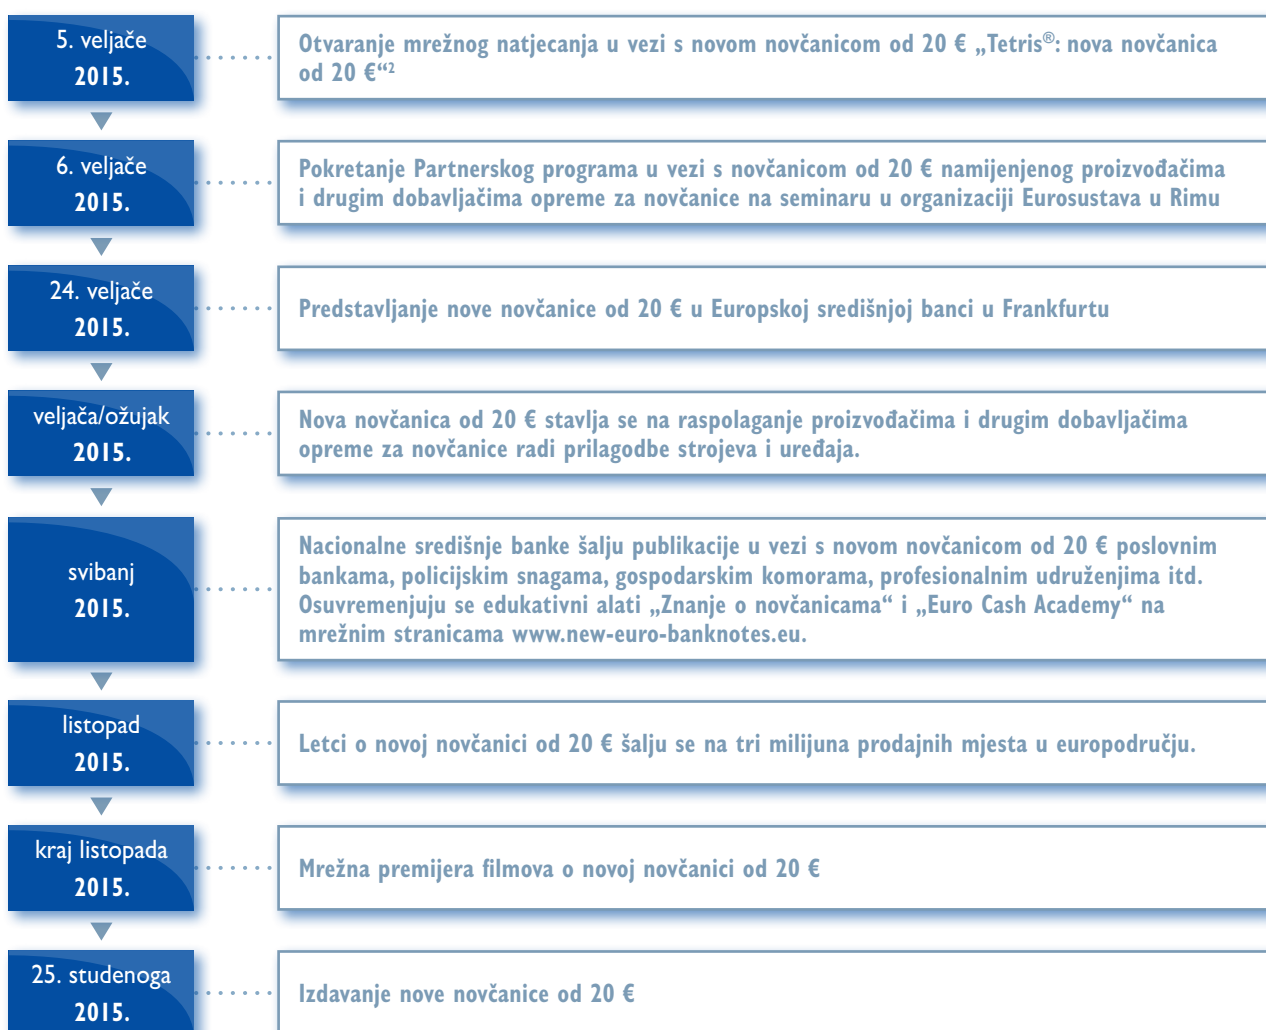 5. veljače
2015.
Otvaranje mrežnog natjecanja u vezi s novom novčanicom od 20 € „Tetris®: nova novčanica
od 20 €“²
6. veljače
2015.
Pokretanje Partnerskog programa u vezi s novčanicom od 20 € namijenjenog proizvođačima
i drugim dobavljačima opreme za novčanice na seminaru u organizaciji Eurosustava u Rimu
24. veljače
2015.
Predstavljanje nove novčanice od 20 € u Europskoj središnjoj banci u Frankfurtu
veljača/ožujak
2015.
Nova novčanica od 20 € stavlja se na raspolaganje proizvođačima i drugim dobavljačima
opreme za novčanice radi prilagodbe strojeva i uređaja.
svibanj
2015.
Nacionalne središnje banke šalju publikacije u vezi s novom novčanicom od 20 € poslovnim
bankama, policijskim snagama, gospodarskim komorama, profesionalnim udruženjima itd.
Osuvremenjuju se edukativni alati „Znanje o novčanicama“ i „Euro Cash Academy“ na
mrežnim stranicama www.new-euro-banknotes.eu.
listopad
2015.
Letci o novoj novčanici od 20 € šalju se na tri milijuna prodajnih mjesta u europodručju.
kraj listopada
2015.
Mrežna premijera filmova o novoj novčanici od 20 €
25. studenoga
2015.
Izdavanje nove novčanice od 20 €